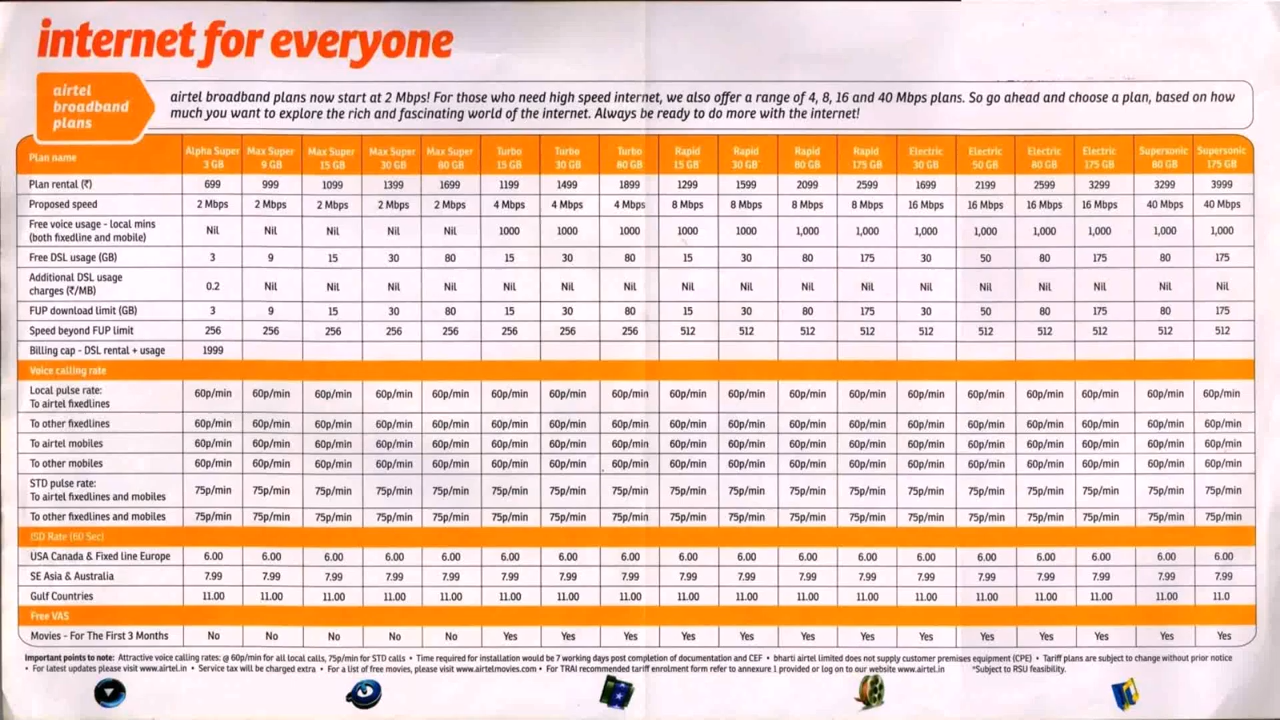 internet for everyone
airtel
broadband
plans
airtel broadband plans now start at 2 Mbps! For those who need high speed internet, we also offer a range of 4, 8, 16 and 40 Mbps plans. So go ahead and choose a plan, based on how
much you want to explore the rich and fascinating world of the internet. Always be ready to do more with the internet!
Plan name Alpha Super 3 GB Max Super 9 GB Max Super 15 GB Max Super 30 GB Max Super 80 GB Turbo 15 GB Turbo 30 GB Turbo 80 GB Rapid 15 GB* Rapid 30 GB* Rapid 80 GB Rapid 175 GB Electric 30 GB Electric 50 GB Electric 80 GB Electric 175 GB Supersonic 80 GB Supersonic 175 GB
Plan rental (₹) 699 999 1099 1399 1699 1199 1499 1899 1299 1599 2099 2599 1699 2199 2599 3299 3299 3999
Proposed speed 2 Mbps 2 Mbps 2 Mbps 2 Mbps 2 Mbps 4 Mbps 4 Mbps 4 Mbps 8 Mbps 8 Mbps 8 Mbps 8 Mbps 16 Mbps 16 Mbps 16 Mbps 16 Mbps 40 Mbps 40 Mbps
Free voice usage - local mins
(both fixedline and mobile) Nil Nil Nil Nil Nil 1000 1000 1000 1000 1000 1,000 1,000 1,000 1,000 1,000 1,000 1,000 1,000
Free DSL usage (GB) 3 9 15 30 80 15 30 80 15 30 80 175 30 50 80 175 80 175
Additional DSL usage
charges (₹/MB) 0.2 Nil Nil Nil Nil Nil Nil Nil Nil Nil Nil Nil Nil Nil Nil Nil Nil Nil
FUP download limit (GB) 3 9 15 30 80 15 30 80 15 30 80 175 30 50 80 175 80 175
Speed beyond FUP limit 256 256 256 256 256 256 256 256 512 512 512 512 512 512 512 512 512 512
Billing cap - DSL rental + usage 1999
Voice calling rate
Local pulse rate:
To airtel fixedlines 60p/min 60p/min 60p/min 60p/min 60p/min 60p/min 60p/min 60p/min 60p/min 60p/min 60p/min 60p/min 60p/min 60p/min 60p/min 60p/min 60p/min 60p/min
To other fixedlines 60p/min 60p/min 60p/min 60p/min 60p/min 60p/min 60p/min 60p/min 60p/min 60p/min 60p/min 60p/min 60p/min 60p/min 60p/min 60p/min 60p/min 60p/min
To airtel mobiles 60p/min 60p/min 60p/min 60p/min 60p/min 60p/min 60p/min 60p/min 60p/min 60p/min 60p/min 60p/min 60p/min 60p/min 60p/min 60p/min 60p/min 60p/min
To other mobiles 60p/min 60p/min 60p/min 60p/min 60p/min 60p/min 60p/min 60p/min 60p/min 60p/min 60p/min 60p/min 60p/min 60p/min 60p/min 60p/min 60p/min 60p/min
STD pulse rate:
To airtel fixedlines and mobiles 75p/min 75p/min 75p/min 75p/min 75p/min 75p/min 75p/min 75p/min 75p/min 75p/min 75p/min 75p/min 75p/min 75p/min 75p/min 75p/min 75p/min 75p/min
To other fixedlines and mobiles 75p/min 75p/min 75p/min 75p/min 75p/min 75p/min 75p/min 75p/min 75p/min 75p/min 75p/min 75p/min 75p/min 75p/min 75p/min 75p/min 75p/min 75p/min
ISD Rate (60 Sec)
USA Canada & Fixed line Europe 6.00 6.00 6.00 6.00 6.00 6.00 6.00 6.00 6.00 6.00 6.00 6.00 6.00 6.00 6.00 6.00 6.00 6.00
SE Asia & Australia 7.99 7.99 7.99 7.99 7.99 7.99 7.99 7.99 7.99 7.99 7.99 7.99 7.99 7.99 7.99 7.99 7.99 7.99
Gulf Countries 11.00 11.00 11.00 11.00 11.00 11.00 11.00 11.00 11.00 11.00 11.00 11.00 11.00 11.00 11.00 11.00 11.00 11.0
Free VAS
Movies - For The First 3 Months No No No No No Yes Yes Yes Yes Yes Yes Yes Yes Yes Yes Yes Yes Yes
Important points to note: Attractive voice calling rates: @ 60p/min for all local calls, 75p/min for STD calls • Time required for installation would be 7 working days post completion of documentation and CEF • bharti airtel limited does not supply customer premises equipment (CPE) • Tariff plans are subject to change without prior notice
• For latest updates please visit www.airtel.in • Service tax will be charged extra • For a list of free movies, please visit www.airtelmovies.com • For TRAI recommended tariff enrolment form refer to annexure 1 provided or log on to our website www.airtel.in *Subject to RSU feasibility.